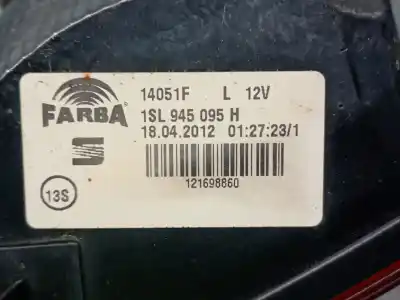 14051F L 12V
FARBA
1SL 945 095 H
18.04.2012 01:27:23/1
13S
121698860